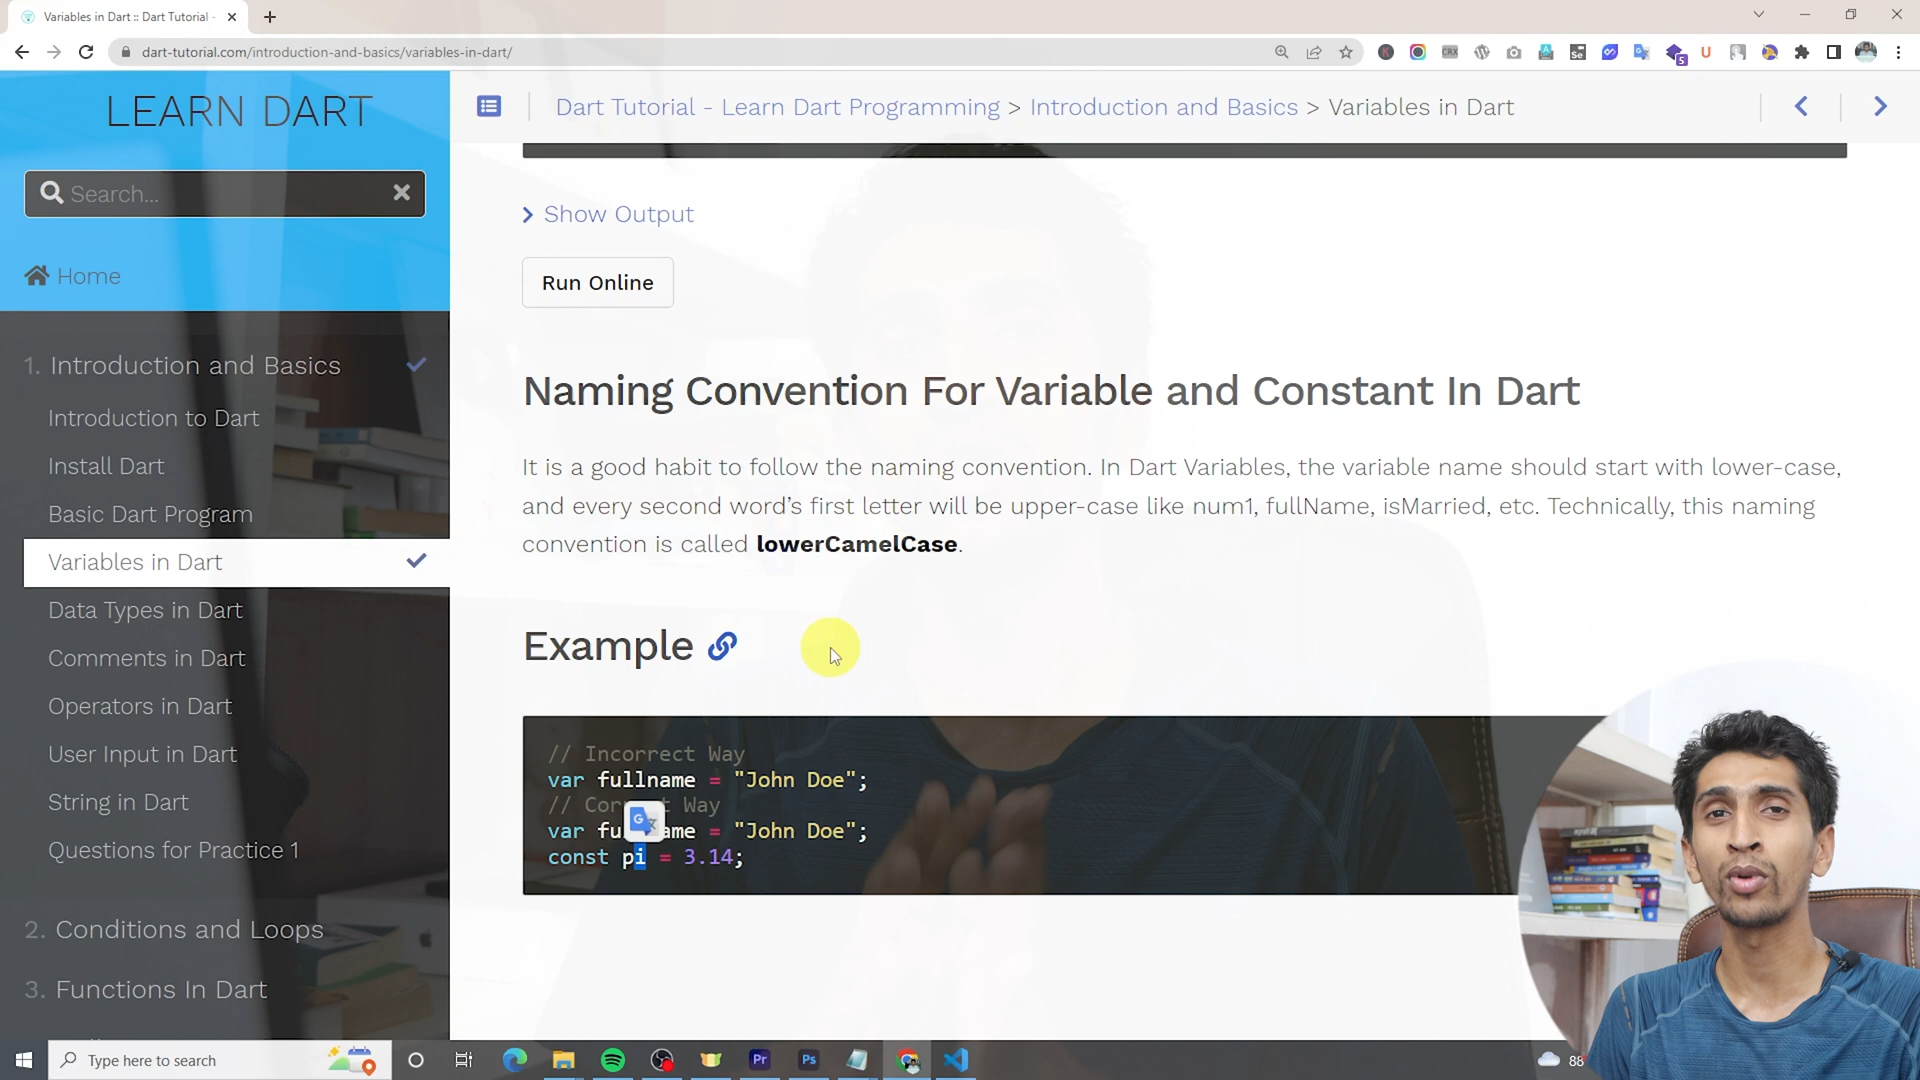 Variables in Dart :: Dart Tutorial -
dart-tutorial.com/introduction-and-basics/variables-in-dart/
CRX
Se
5
U
LEARN DART
Search...
Home
1. Introduction and Basics
Introduction to Dart
Install Dart
Basic Dart Program
Variables in Dart
Data Types in Dart
Comments in Dart
Operators in Dart
User Input in Dart
String in Dart
Questions for Practice 1
2. Conditions and Loops
3. Functions In Dart
Dart Tutorial - Learn Dart Programming > Introduction and Basics > Variables in Dart
Show Output
Run Online
Naming Convention For Variable and Constant In Dart
It is a good habit to follow the naming convention. In Dart Variables, the variable name should start with lower-case,
and every second word's first letter will be upper-case like num1, fullName, isMarried, etc. Technically, this naming
convention is called lowerCamelCase.
Example
// Incorrect Way
var fullname = "John Doe";
// Way
var = "John Doe";
const pi = 3.14;
Type here to search
Pr
Ps
88